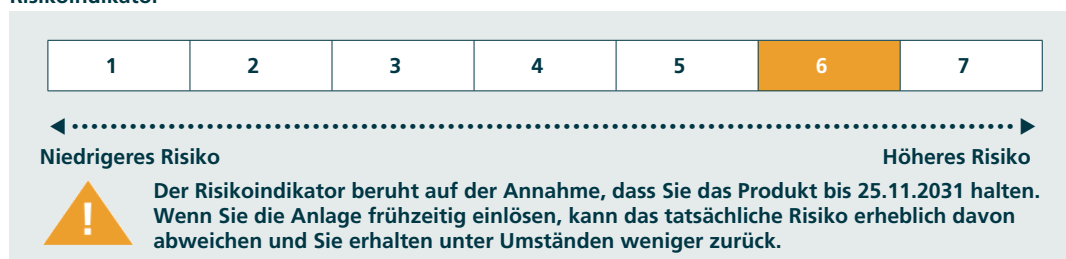 Risikoindikator
1 2 3 4 5 6 7
Niedrigeres Risiko Höheres Risiko
!
Der Risikoindikator beruht auf der Annahme, dass Sie das Produkt bis 25.11.2031 halten.
Wenn Sie die Anlage frühzeitig einlösen, kann das tatsächliche Risiko erheblich davon
abweichen und Sie erhalten unter Umständen weniger zurück.